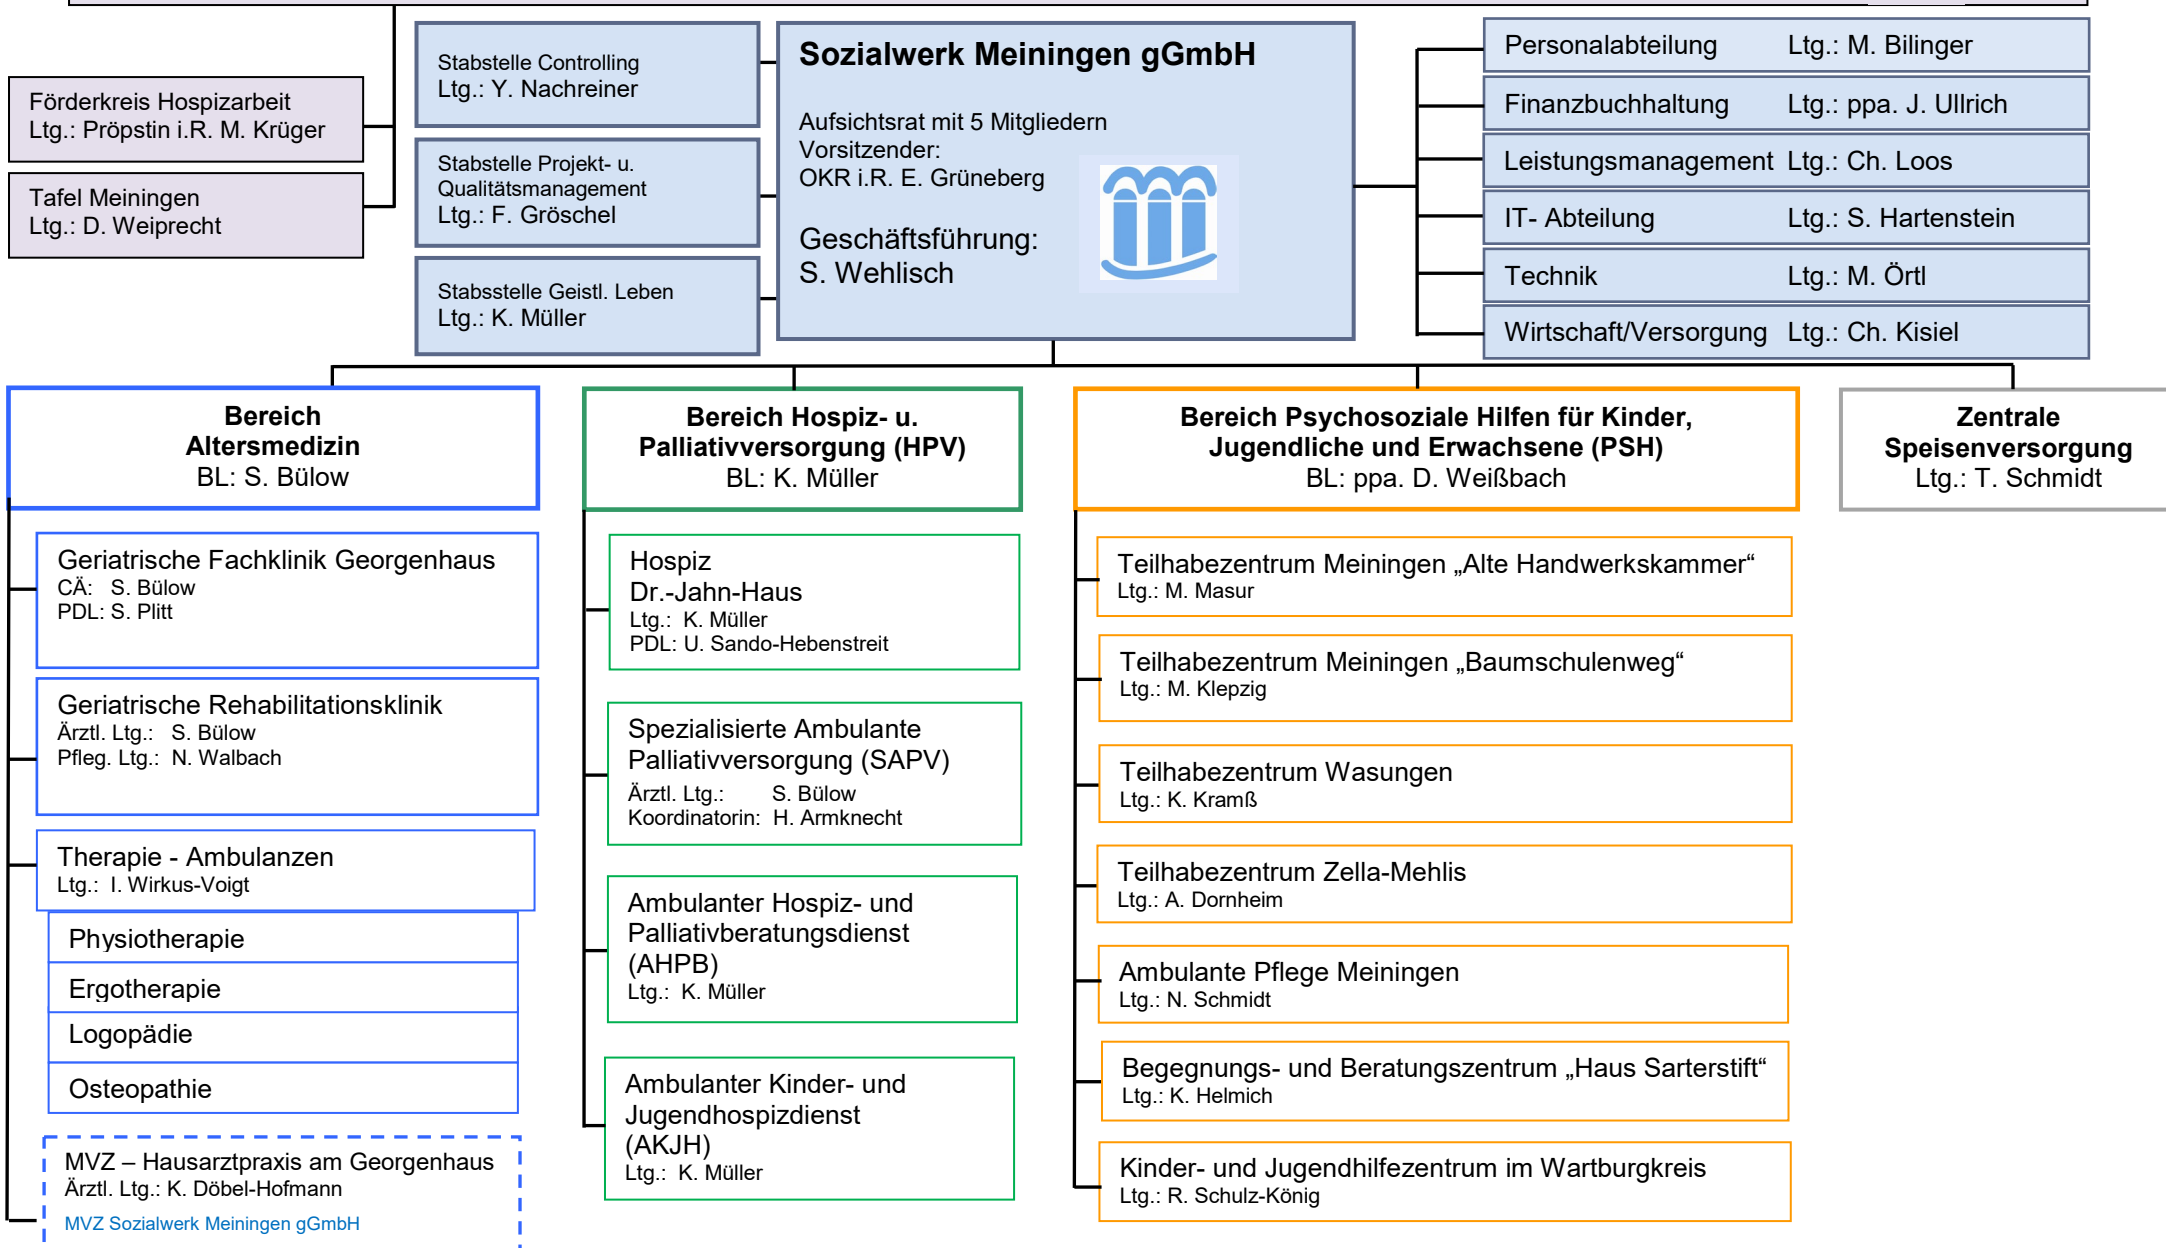 Förderkreis Hospizarbeit
Ltg.: Pröpstin i.R. M. Krüger
Tafel Meiningen
Ltg.: D. Weiprecht
Stabstelle Controlling
Ltg.: Y. Nachreiner
Stabstelle Projekt- u.
Qualitätsmanagement
Ltg.: F. Gröschel
Stabsstelle Geistl. Leben
Ltg.: K. Müller
Sozialwerk Meiningen gGmbH
Aufsichtsrat mit 5 Mitgliedern
Vorsitzender:
OKR i.R. E. Grüneberg
Geschäftsführung:
S. Wehlisch
Personalabteilung Ltg.: M. Bilinger
Finanzbuchhaltung Ltg.: ppa. J. Ullrich
Leistungsmanagement Ltg.: Ch. Loos
IT- Abteilung Ltg.: S. Hartenstein
Technik Ltg.: M. Örtl
Wirtschaft/Versorgung Ltg.: Ch. Kisiel
Bereich
Altersmedizin
BL: S. Bülow
Geriatrische Fachklinik Georgenhaus
CÄ: S. Bülow
PDL: S. Plitt
Geriatrische Rehabilitationsklinik
Ärztl. Ltg.: S. Bülow
Pfleg. Ltg.: N. Walbach
Therapie - Ambulanzen
Ltg.: I. Wirkus-Voigt
Physiotherapie
Ergotherapie
Logopädie
Osteopathie
MVZ – Hausarztpraxis am Georgenhaus
Ärztl. Ltg.: K. Döbel-Hofmann
MVZ Sozialwerk Meiningen gGmbH
Bereich Hospiz- u.
Palliativversorgung (HPV)
BL: K. Müller
Hospiz
Dr.-Jahn-Haus
Ltg.: K. Müller
PDL: U. Sando-Hebenstreit
Spezialisierte Ambulante
Palliativversorgung (SAPV)
Ärztl. Ltg.: S. Bülow
Koordinatorin: H. Armknecht
Ambulanter Hospiz- und
Palliativberatungsdienst
(AHPB)
Ltg.: K. Müller
Ambulanter Kinder- und
Jugendhospizdienst
(AKJH)
Ltg.: K. Müller
Bereich Psychosoziale Hilfen für Kinder,
Jugendliche und Erwachsene (PSH)
BL: ppa. D. Weißbach
Teilhabezentrum Meiningen „Alte Handwerkskammer“
Ltg.: M. Masur
Teilhabezentrum Meiningen „Baumschulenweg“
Ltg.: M. Klepzig
Teilhabezentrum Wasungen
Ltg.: K. Kramß
Teilhabezentrum Zella-Mehlis
Ltg.: A. Dornheim
Ambulante Pflege Meiningen
Ltg.: N. Schmidt
Begegnungs- und Beratungszentrum „Haus Sarterstift“
Ltg.: K. Helmich
Kinder- und Jugendhilfezentrum im Wartburgkreis
Ltg.: R. Schulz-König
Zentrale
Speisenversorgung
Ltg.: T. Schmidt